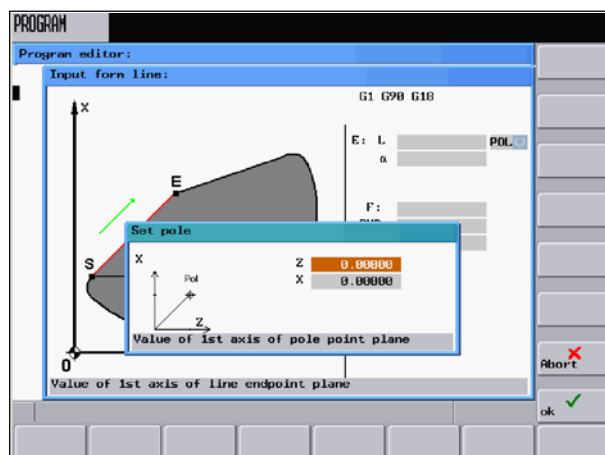 PROGRAM
Program editor:
Input form line:
G1 G90 G18
X
E: L POL
α
E
F:
Set pole
S
X
Pol
Z
Z 0.00000
X 0.00000
Value of 1st axis of pole point plane
0
Value of 1st axis of line endpoint plane
Abort
ok